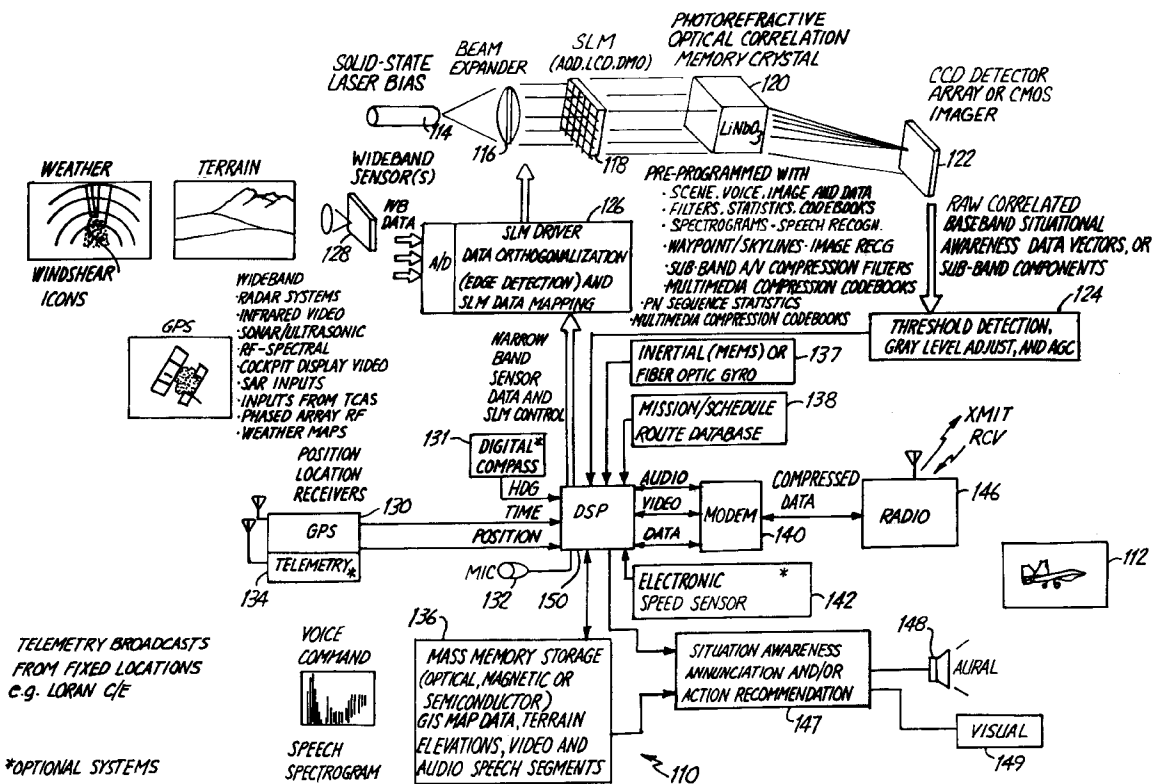 PHOTOREFRACTIVE
OPTICAL CORRELATION
MEMORY CRYSTAL
120
SLM
(AOD, LCD, DMO)
BEAM
EXPANDER
SOLID-STATE
LASER BIAS
CCD DETECTOR
ARRAY OR CMOS
IMAGER
114
116
118
LiNbO3
122
WEATHER
TERRAIN
WIDEBAND
SENSOR(S)
WB
DATA
128
WINDSHEAR
ICONS
126
A/D
SLM DRIVER
DATA ORTHOGONALIZATION
(EDGE DETECTION) AND
SLM DATA MAPPING
PRE-PROGRAMMED WITH
· SCENE, VOICE, IMAGE AND DATA
· FILTERS, STATISTICS, CODEBOOKS
· SPECTROGRAMS - SPEECH RECOGN.
· WAYPOINT/SKYLINES - IMAGE RECG
· SUB-BAND A/V COMPRESSION FILTERS
· MULTIMEDIA COMPRESSION CODEBOOKS
· PN SEQUENCE STATISTICS
· MULTIMEDIA COMPRESSION CODEBOOKS
RAW CORRELATED
BASEBAND SITUATIONAL
AWARENESS DATA VECTORS, OR
SUB-BAND COMPONENTS
124
THRESHOLD DETECTION,
GRAY LEVEL ADJUST, AND AGC
WIDEBAND
· RADAR SYSTEMS
· INFRARED VIDEO
· SONAR/ULTRASONIC
· RF-SPECTRAL
· COCKPIT DISPLAY VIDEO
· SAR INPUTS
· INPUTS FROM TCAS
· PHASED ARRAY RF
· WEATHER MAPS
GPS
NARROW
BAND
SENSOR
DATA AND
SLM CONTROL
INERTIAL (MEMS) OR
FIBER OPTIC GYRO
137
MISSION/SCHEDULE
ROUTE DATABASE
138
131
DIGITAL*
COMPASS
HDG
POSITION
LOCATION
RECEIVERS
130
GPS
TELEMETRY*
134
TIME
POSITION
DSP
AUDIO
VIDEO
DATA
MODEM
140
COMPRESSED
DATA
RADIO
146
XMIT
RCV
112
MIC
132
150
ELECTRONIC *
SPEED SENSOR
142
136
MASS MEMORY STORAGE
(OPTICAL, MAGNETIC OR
SEMICONDUCTOR)
GIS MAP DATA, TERRAIN
ELEVATIONS, VIDEO AND
AUDIO SPEECH SEGMENTS
SITUATION AWARENESS
ANNUNCIATION AND/OR
ACTION RECOMMENDATION
147
148
AURAL
VISUAL
149
110
TELEMETRY BROADCASTS
FROM FIXED LOCATIONS
e.g. LORAN C/E
VOICE
COMMAND
SPEECH
SPECTROGRAM
*OPTIONAL SYSTEMS